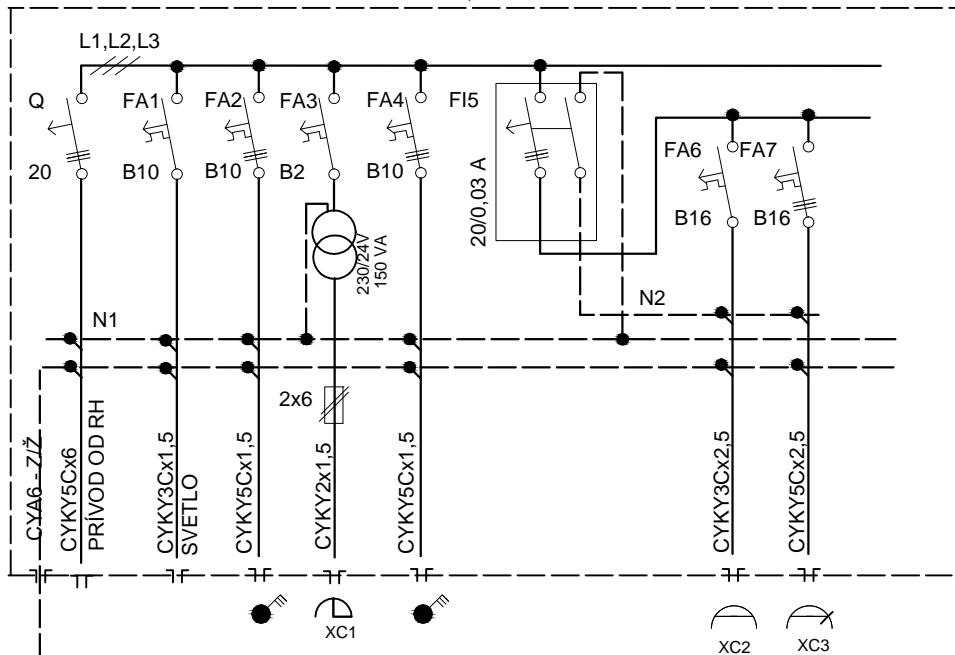 L1,L2,L3
Q
FA1
FA2
FA3
FA4
FI5
20
B10
B10
B2
B10
20/0,03 A
FA6
FA7
B16
B16
230/24V
150 VA
N1
N2
2x6
CYA6 - Z/Ž
CYKY5Cx6
PRÍVOD OD RH
CYKY3Cx1,5
SVETLO
CYKY5Cx1,5
CYKY2x1,5
CYKY5Cx1,5
CYKY3Cx2,5
CYKY5Cx2,5
XC1
XC2
XC3